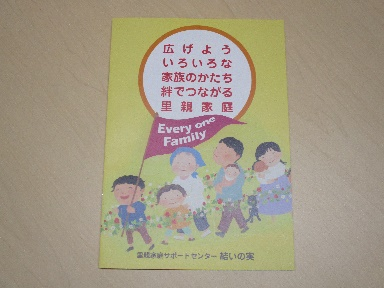 広げよう
いろいろな
家族のかたち
絆でつながる
里親家庭
Every one
Family
里親家庭サポートセンター 結いの実